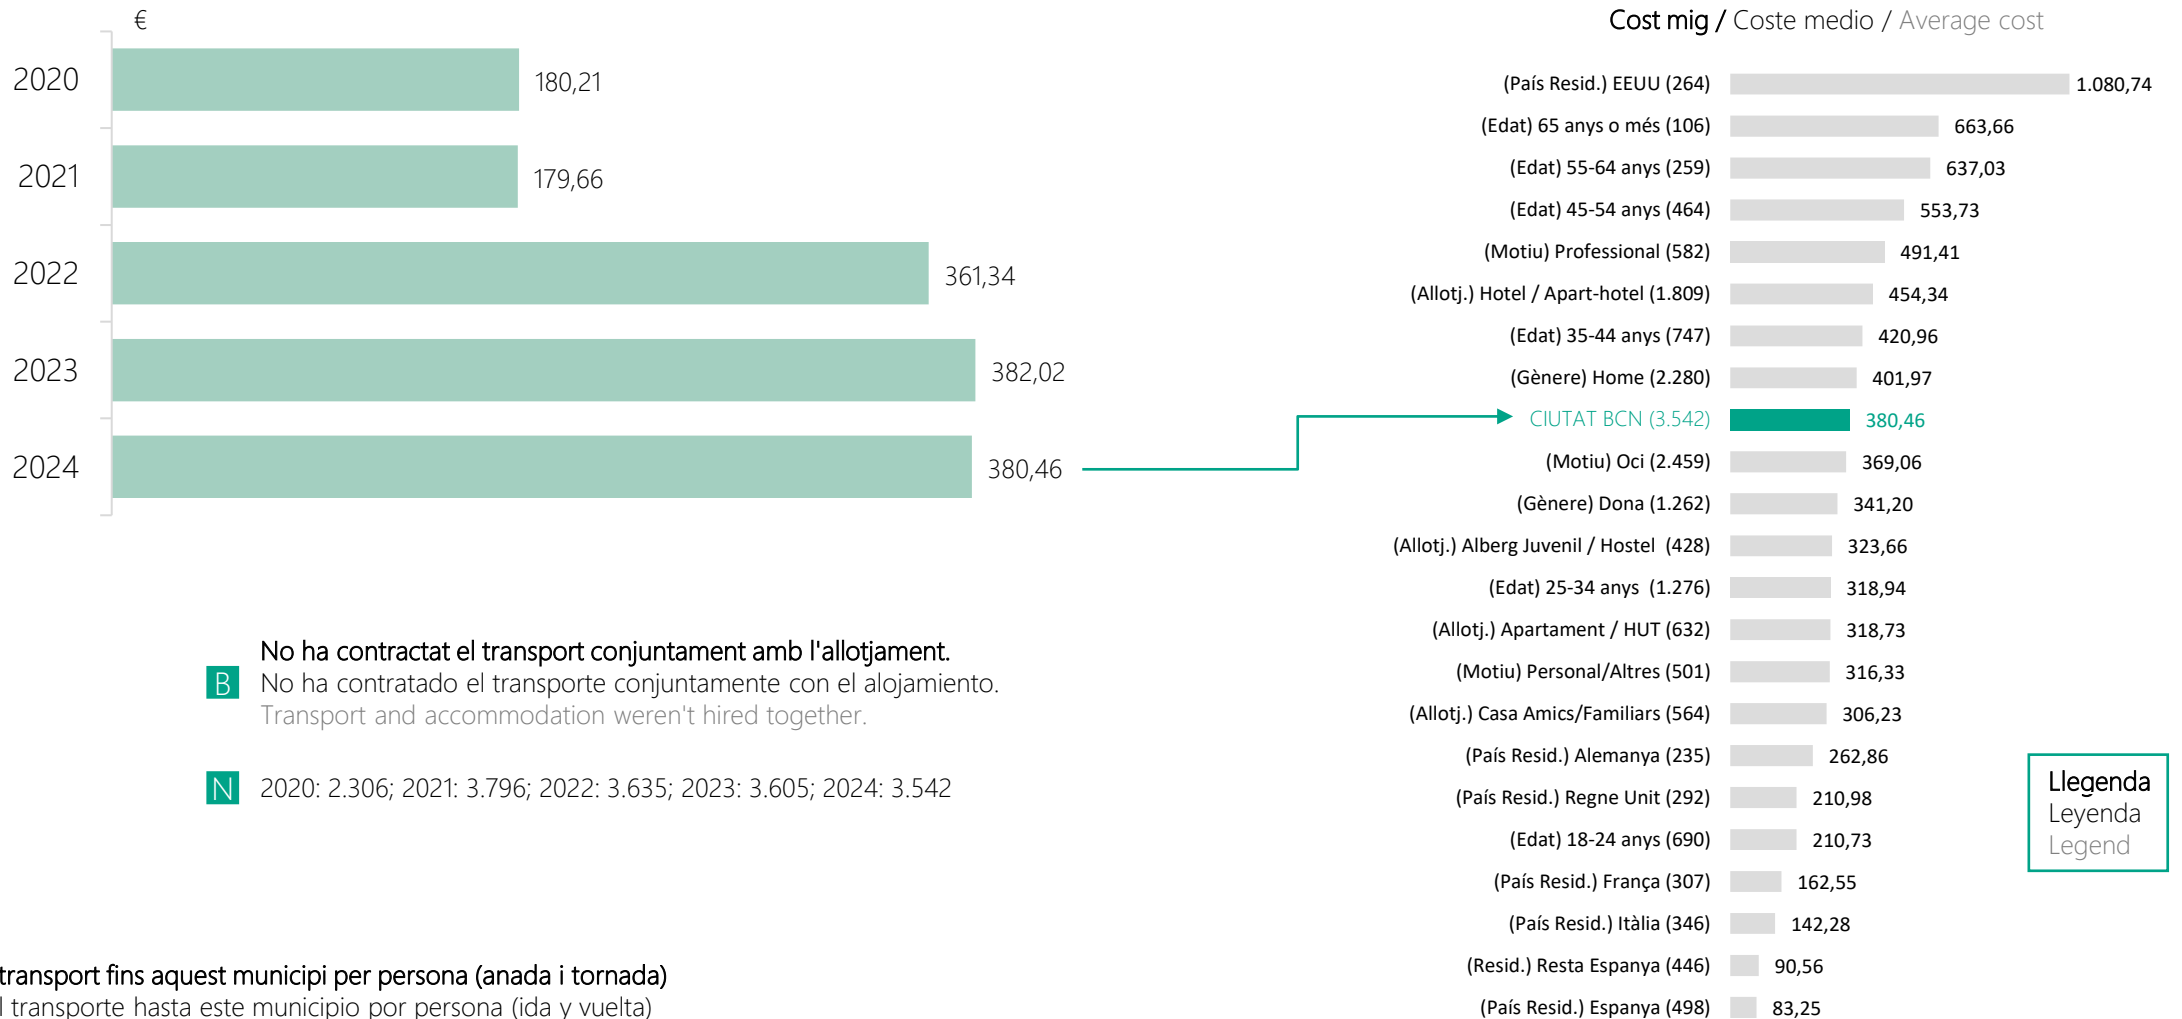 €
2020
180,21
2021
179,66
2022
361,34
2023
382,02
2024
380,46
No ha contractat el transport conjuntament amb l'allotjament.
B
No ha contratado el transporte conjuntamente con el alojamiento.
Transport and accommodation weren't hired together.
N 2020: 2.306; 2021: 3.796; 2022: 3.635; 2023: 3.605; 2024: 3.542
transport fins aquest municipi per persona (anada i tornada)
l transporte hasta este municipio por persona (ida y vuelta)
Cost mig / Coste medio / Average cost
(País Resid.) EEUU (264) 1.080,74
(Edat) 65 anys o més (106) 663,66
(Edat) 55-64 anys (259) 637,03
(Edat) 45-54 anys (464) 553,73
(Motiu) Professional (582) 491,41
(Allotj.) Hotel / Apart-hotel (1.809) 454,34
(Edat) 35-44 anys (747) 420,96
(Gènere) Home (2.280) 401,97
CIUTAT BCN (3.542) 380,46
(Motiu) Oci (2.459) 369,06
(Gènere) Dona (1.262) 341,20
(Allotj.) Alberg Juvenil / Hostel (428) 323,66
(Edat) 25-34 anys (1.276) 318,94
(Allotj.) Apartament / HUT (632) 318,73
(Motiu) Personal/Altres (501) 316,33
(Allotj.) Casa Amics/Familiars (564) 306,23
(País Resid.) Alemanya (235) 262,86
(País Resid.) Regne Unit (292) 210,98
(Edat) 18-24 anys (690) 210,73
(País Resid.) França (307) 162,55
(País Resid.) Itàlia (346) 142,28
(Resid.) Resta Espanya (446) 90,56
(País Resid.) Espanya (498) 83,25
Llegenda
Leyenda
Legend